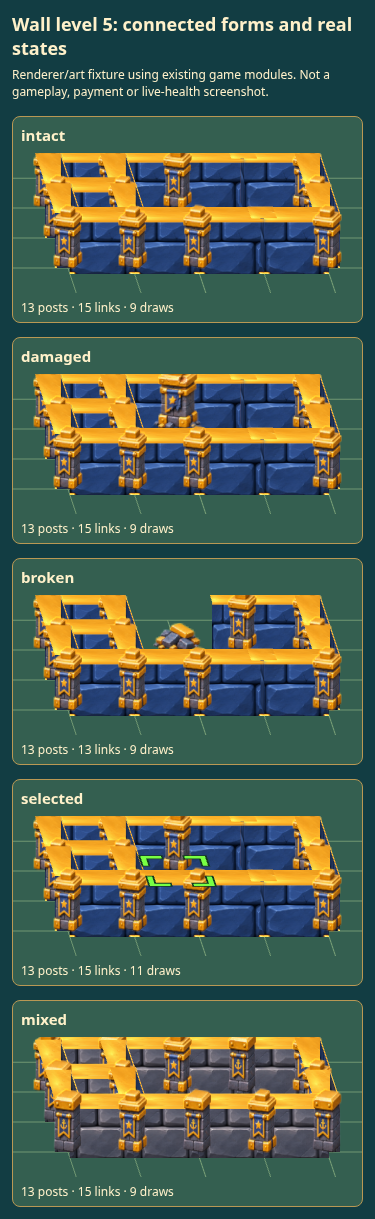 Wall level 5: connected forms and real
states
Renderer/art fixture using existing game modules. Not a
gameplay, payment or live-health screenshot.
intact
13 posts · 15 links · 9 draws
damaged
13 posts · 15 links · 9 draws
broken
13 posts · 13 links · 9 draws
selected
13 posts · 15 links · 11 draws
mixed
13 posts · 15 links · 9 draws